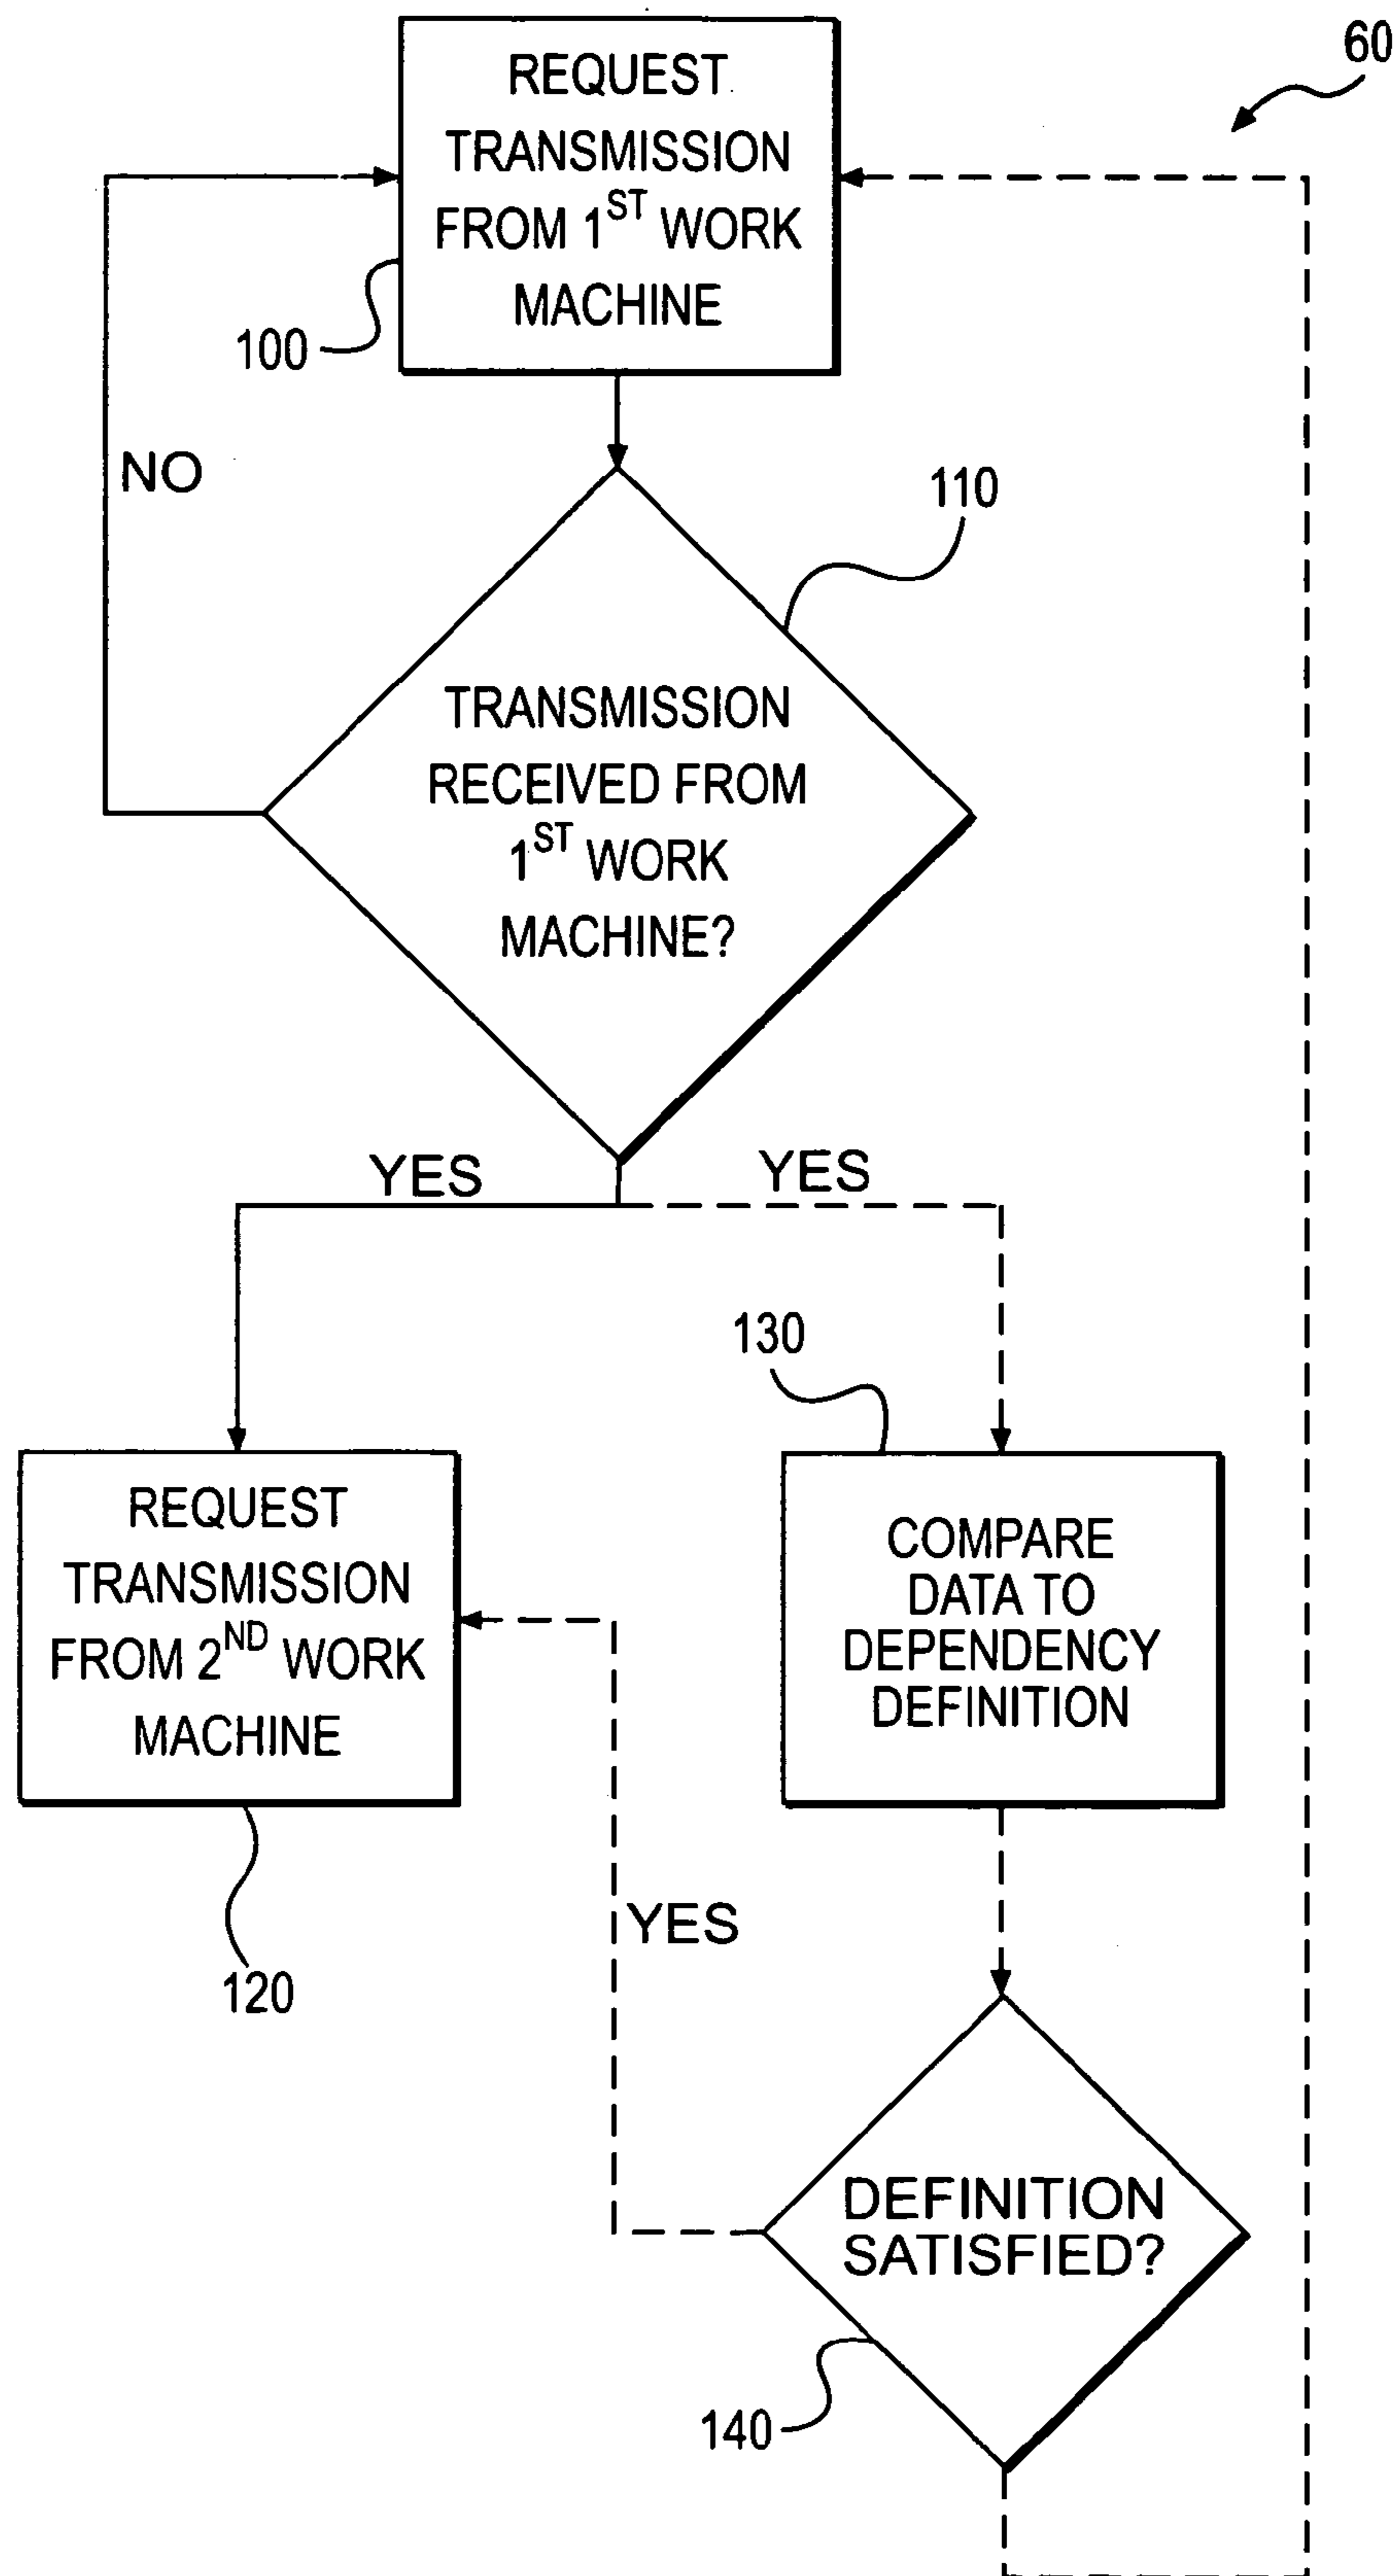 60
REQUEST
TRANSMISSION
FROM 1ST WORK
MACHINE
100
NO
110
TRANSMISSION
RECEIVED FROM
1ST WORK
MACHINE?
YES
YES
130
REQUEST
TRANSMISSION
FROM 2ND WORK
MACHINE
COMPARE
DATA TO
DEPENDENCY
DEFINITION
YES
120
DEFINITION
SATISFIED?
140